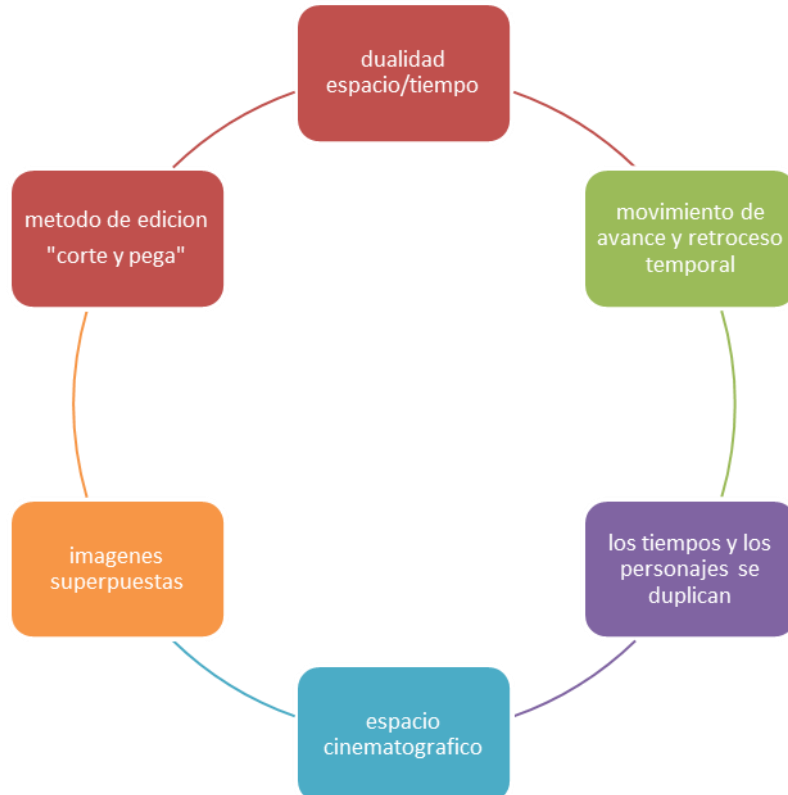 dualidad
espacio/tiempo
movimiento de
avance y retroceso
temporal
los tiempos y los
personajes se
duplican
espacio
cinematografico
imagenes
superpuestas
metodo de edicion
"corte y pega"